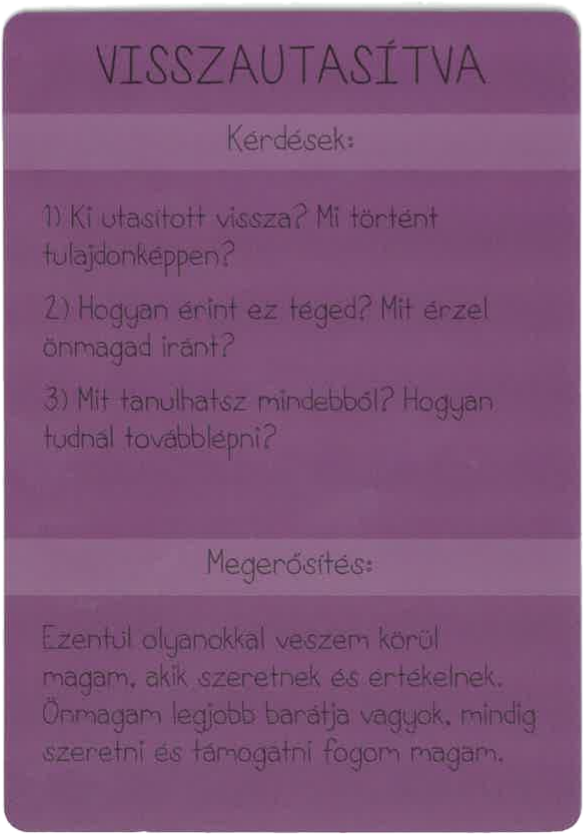 VISSZAUTASÍTVA
Kérdések:
1) Ki utasított vissza? Mi történt
tulajdonképpen?
2) Hogyan érint ez téged? Mit érzel
önmagad iránt?
3) Mit tanulhatsz mindebből? Hogyan
tudnál továbblépni?
Megerősítés:
Ezentúl olyanokkal veszem körül
magam, akik szeretnek és értékelnek.
Önmagam legjobb barátja vagyok, mindig
szeretni és támogatni fogom magam.